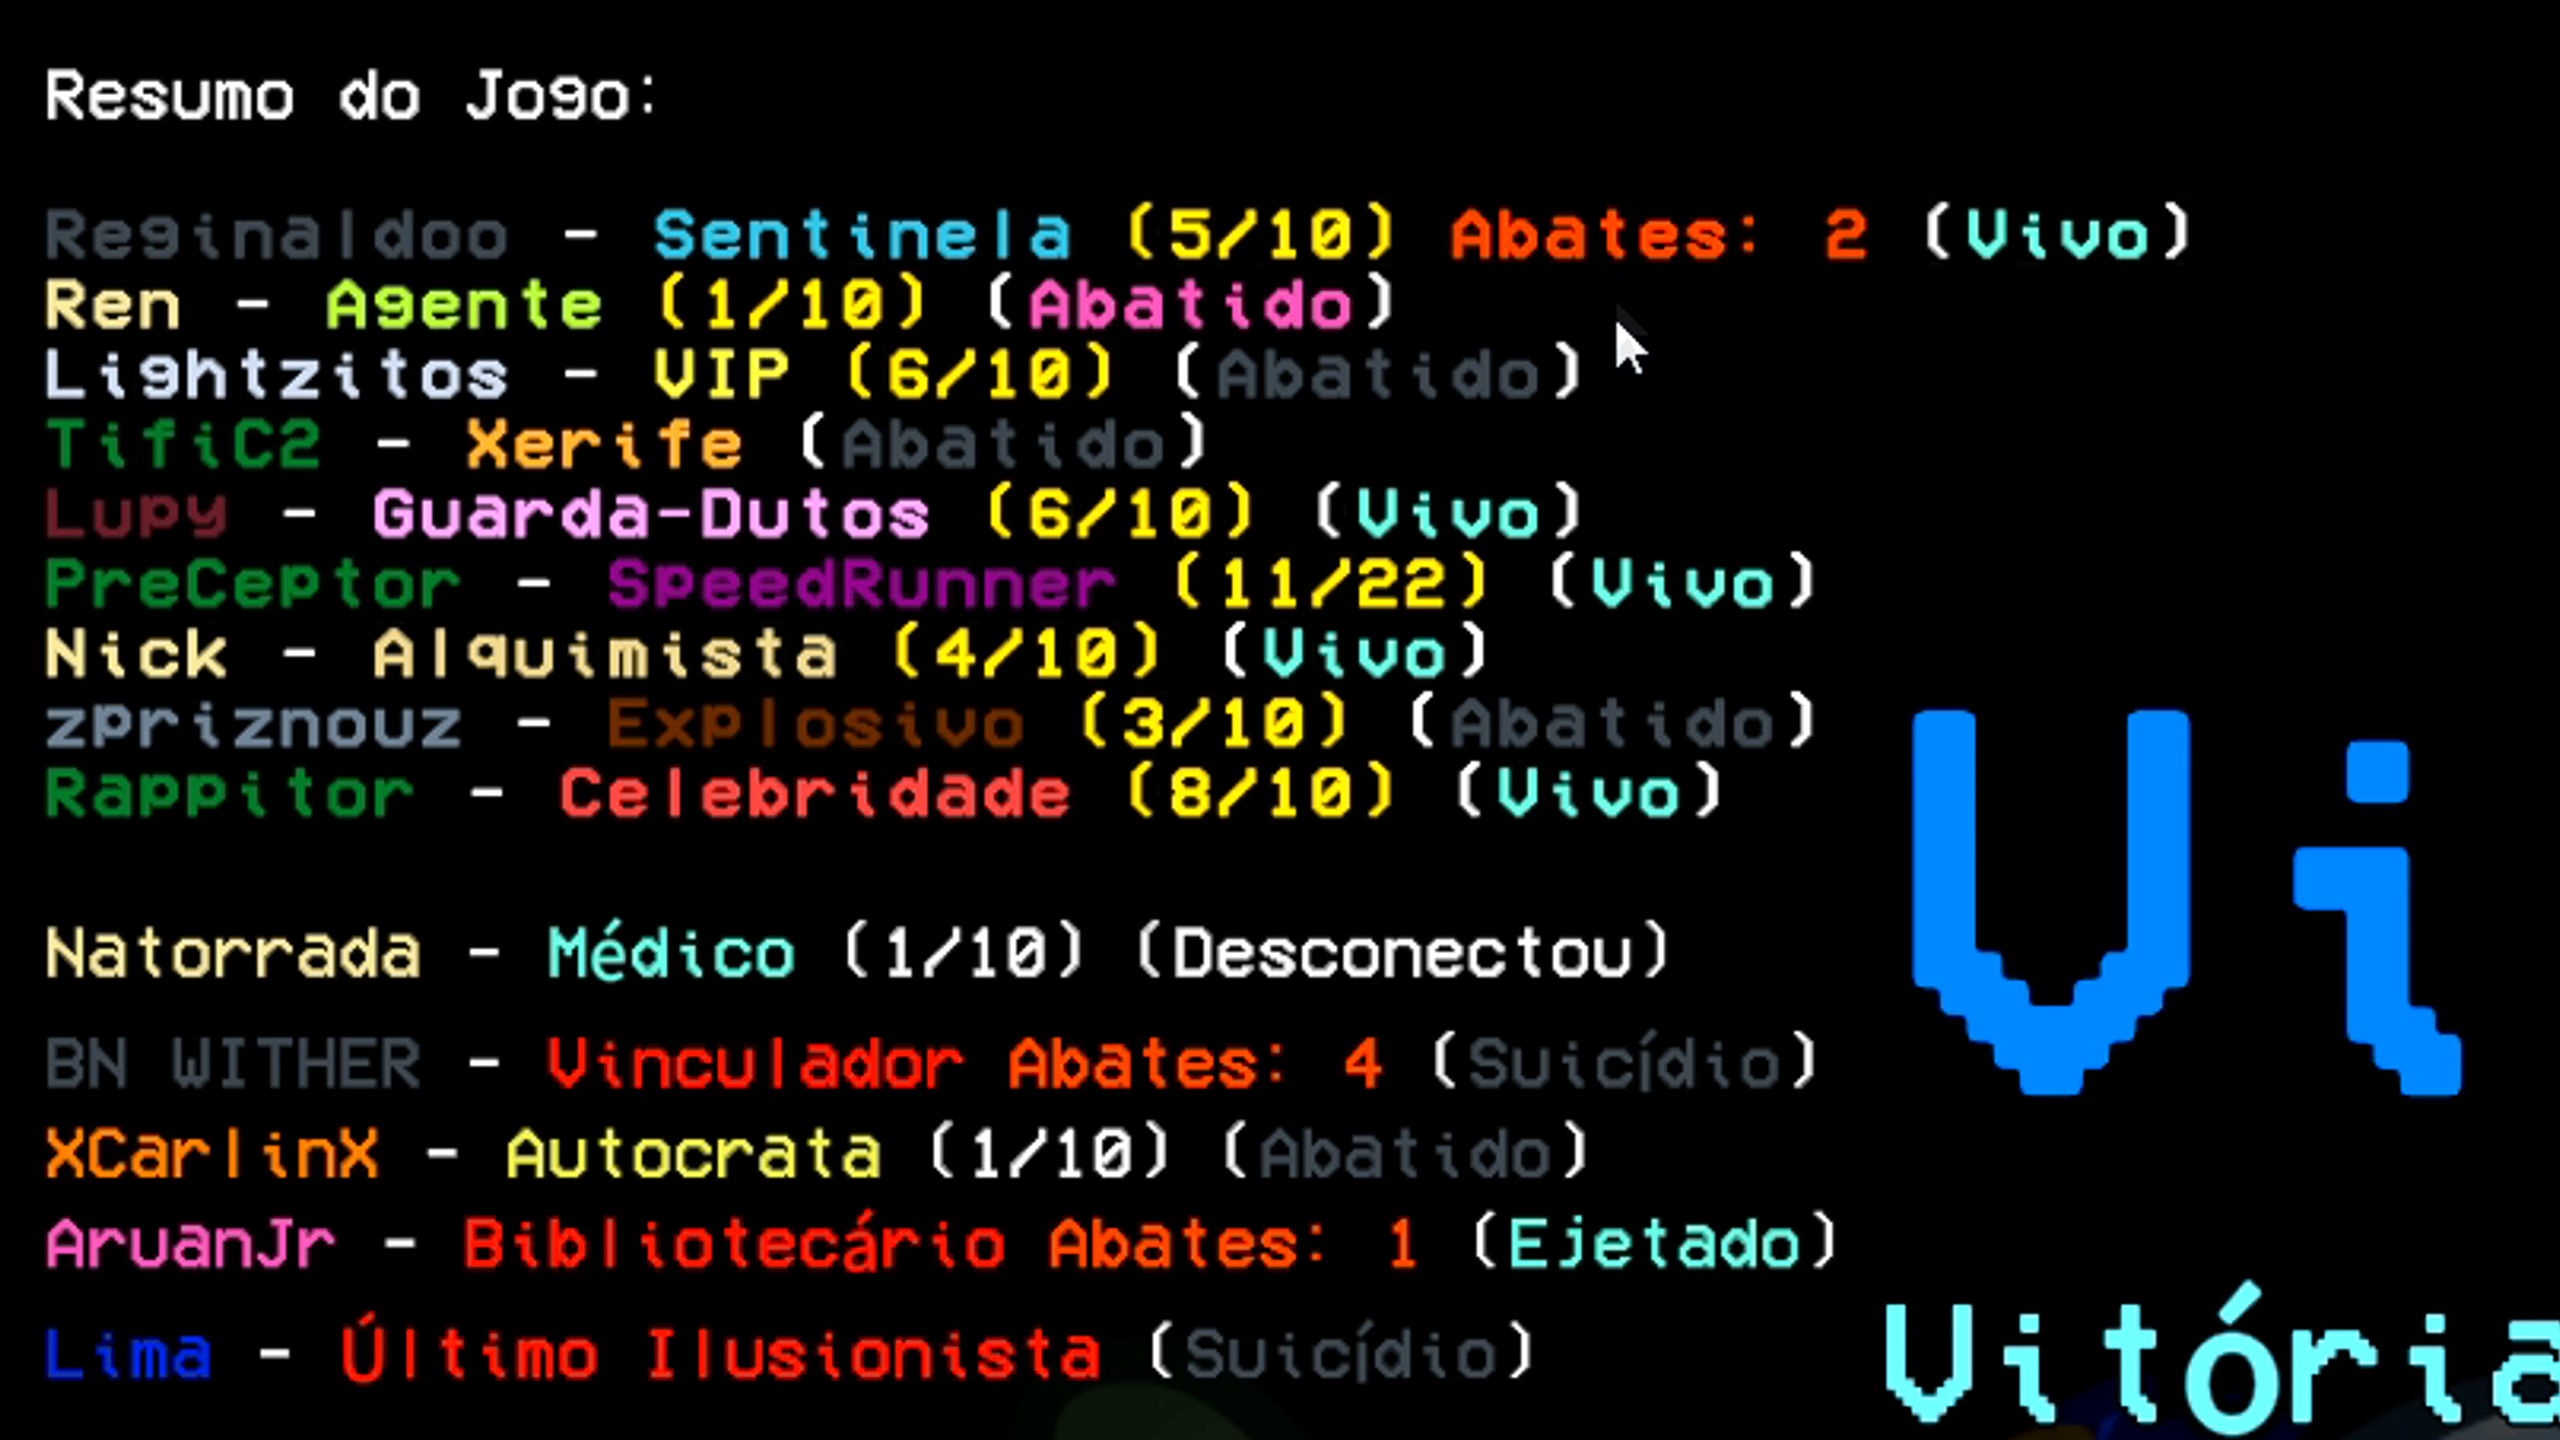 Resumo do Jogo:
Reginaldoo - Sentinela (5/10) Abates: 2 (Vivo)
Ren - Agente (1/10) (Abatido)
Lightzitos - VIP (6/10) (Abatido)
TifiC2 - Xerife (Abatido)
Lupy - Guarda-Dutos (6/10) (Vivo)
PreCeptor - SpeedRunner (11/22) (Vivo)
Nick - Alquimista (4/10) (Vivo)
zpriznouz - Explosivo (3/10) (Abatido)
Rappitor - Celebridade (8/10) (Vivo)
Natorrada - Médico (1/10) (Desconectou)
BN WITHER - Vinculador Abates: 4 (Suicídio)
XCarlinX - Autocrata (1/10) (Abatido)
AruanJr - Bibliotecário Abates: 1 (Ejetado)
Lima - Último Ilusionista (Suicídio)
Vi
Vitória